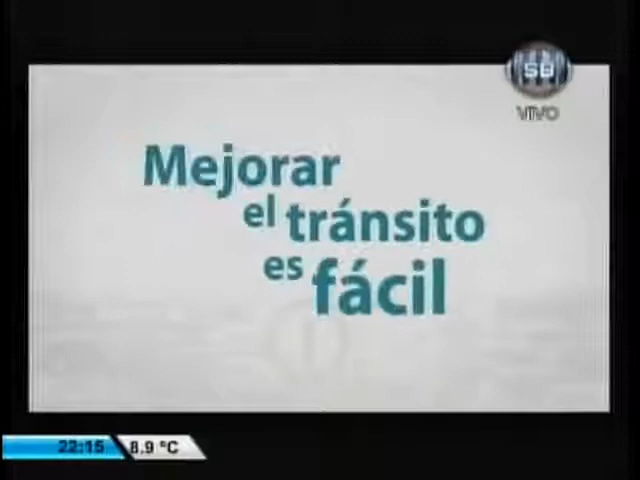 SB
VIVO
Mejorar
el tránsito
es fácil
22:15 8.9 °C